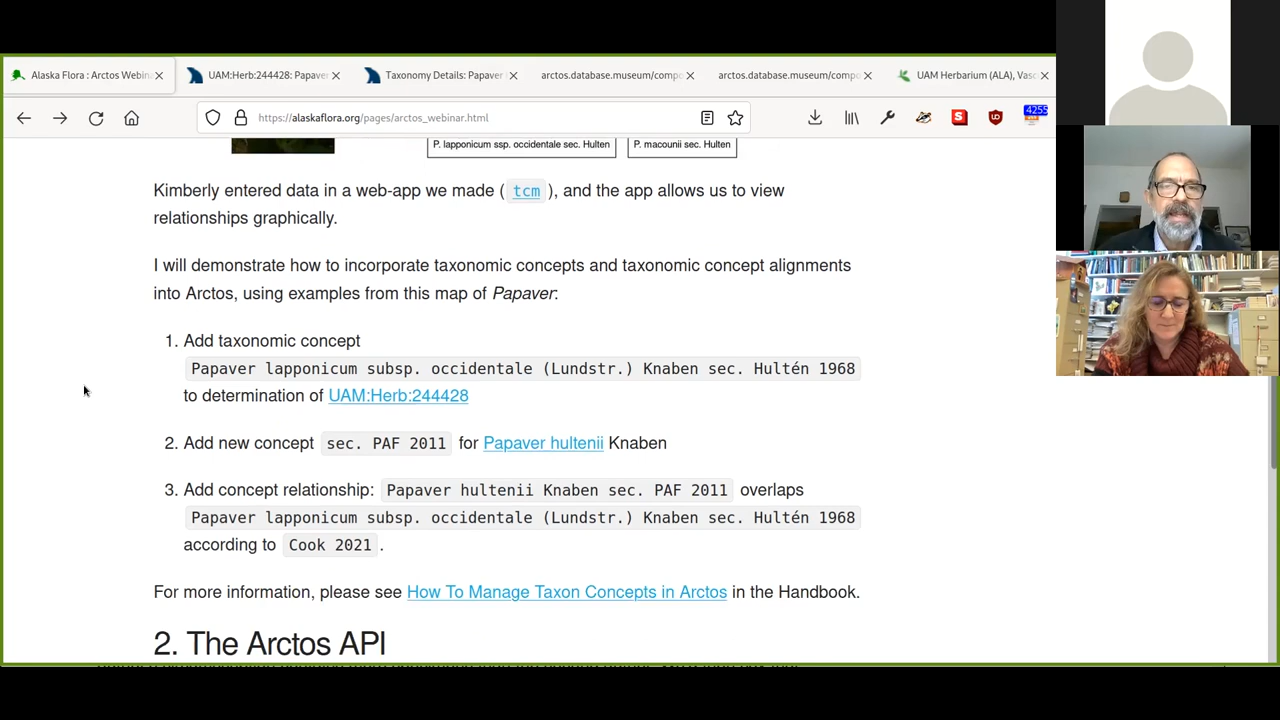 Alaska Flora : Arctos Webina
UAM:Herb:244428: Papave
Taxonomy Details: Papaver
arctos.database.museum/compo
arctos.database.museum/compo
UAM Herbarium (ALA), Vasc
https://alaskaflora.org/pages/arctos_webinar.html
4255
P. lapponicum ssp. occidentale sec. Hulten
P. macounii sec. Hulten
Kimberly entered data in a web-app we made ( tcm ), and the app allows us to view
relationships graphically.
I will demonstrate how to incorporate taxonomic concepts and taxonomic concept alignments
into Arctos, using examples from this map of Papaver:
1. Add taxonomic concept
Papaver lapponicum subsp. occidentale (Lundstr.) Knaben sec. Hultén 1968
to determination of UAM:Herb:244428
2. Add new concept sec. PAF 2011 for Papaver hultenii Knaben
3. Add concept relationship: Papaver hultenii Knaben sec. PAF 2011 overlaps
Papaver lapponicum subsp. occidentale (Lundstr.) Knaben sec. Hultén 1968
according to Cook 2021 .
For more information, please see How To Manage Taxon Concepts in Arctos in the Handbook.
2. The Arctos API